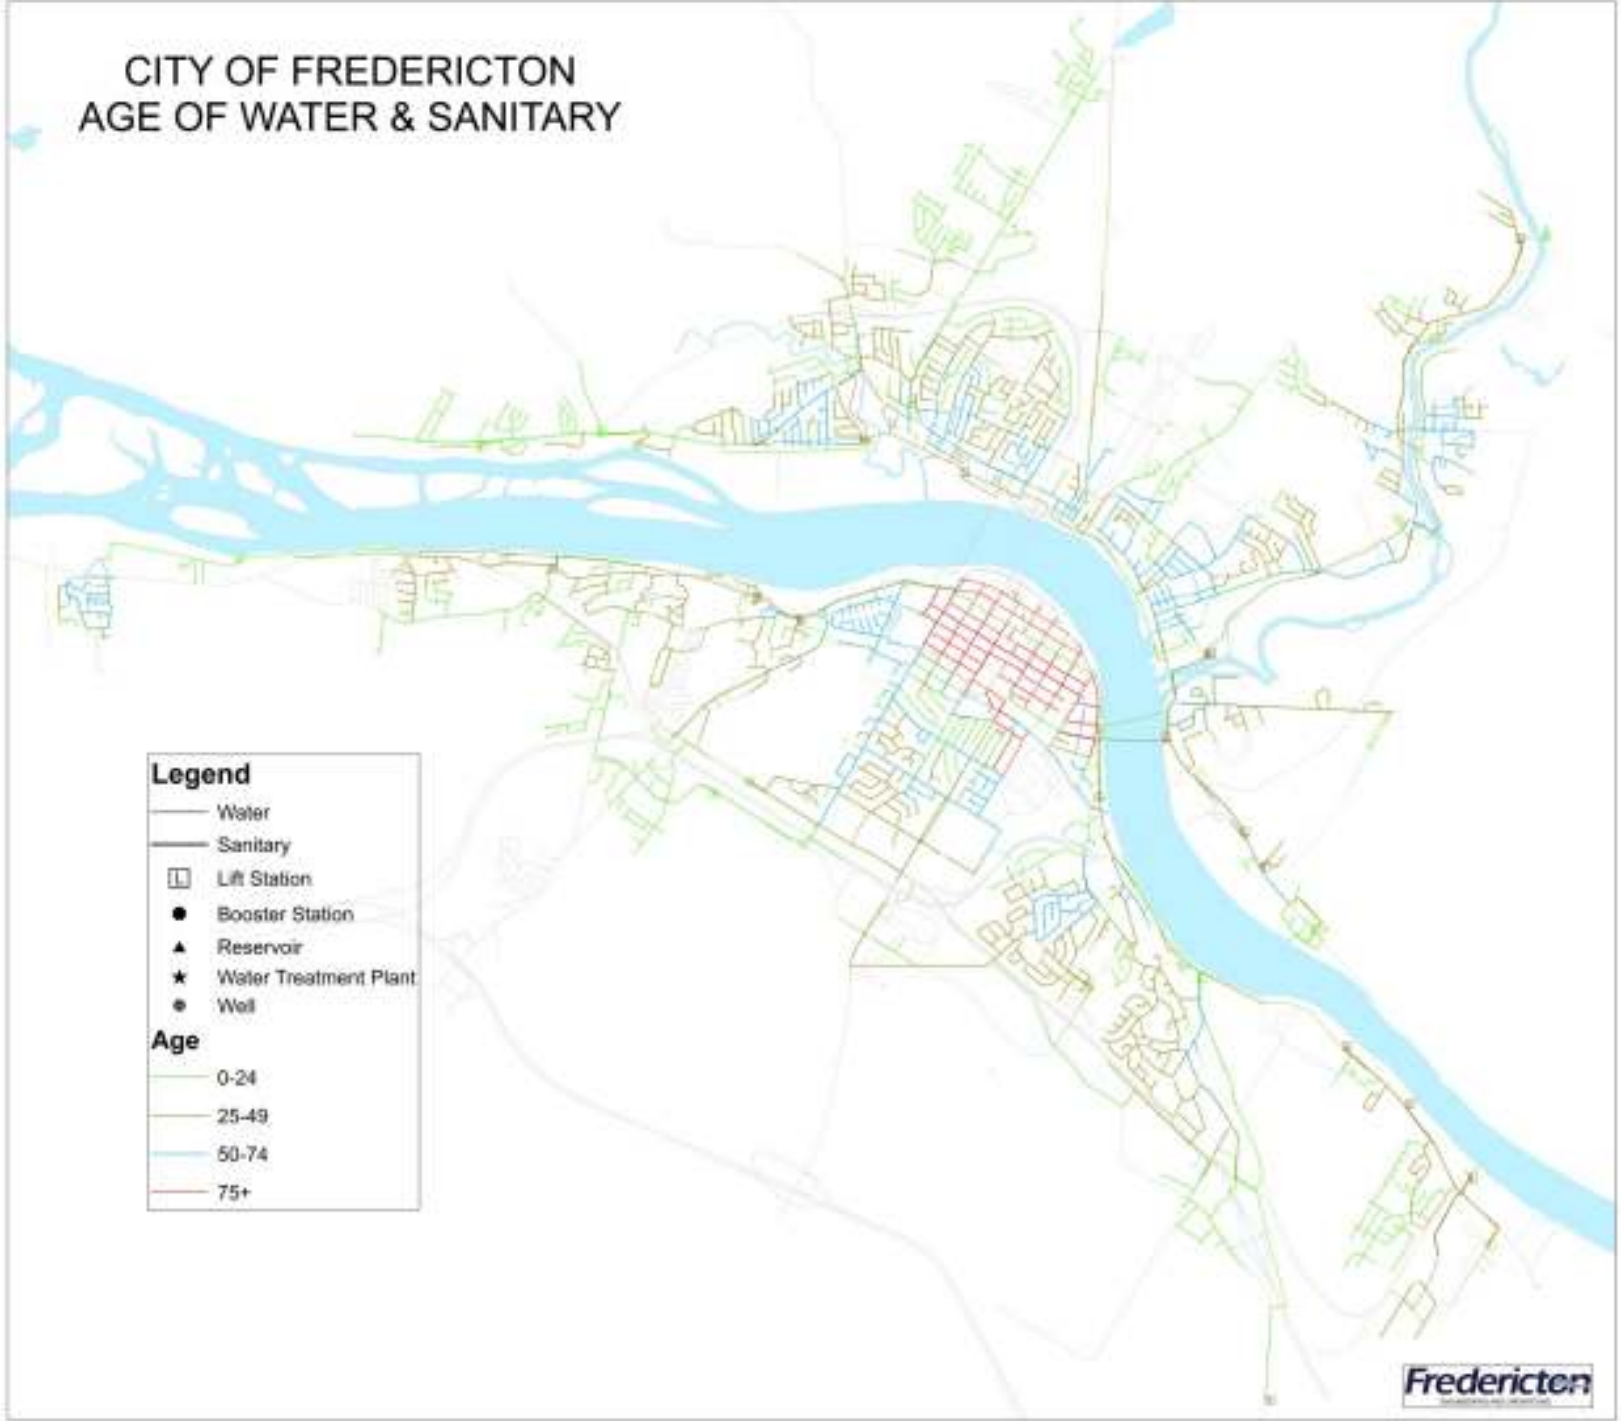 CITY OF FREDERICTON
AGE OF WATER & SANITARY
Legend
Water
Sanitary
L Lift Station
Booster Station
Reservoir
Water Treatment Plant
Well
Age
0-24
25-49
50-74
75+
Fredericton